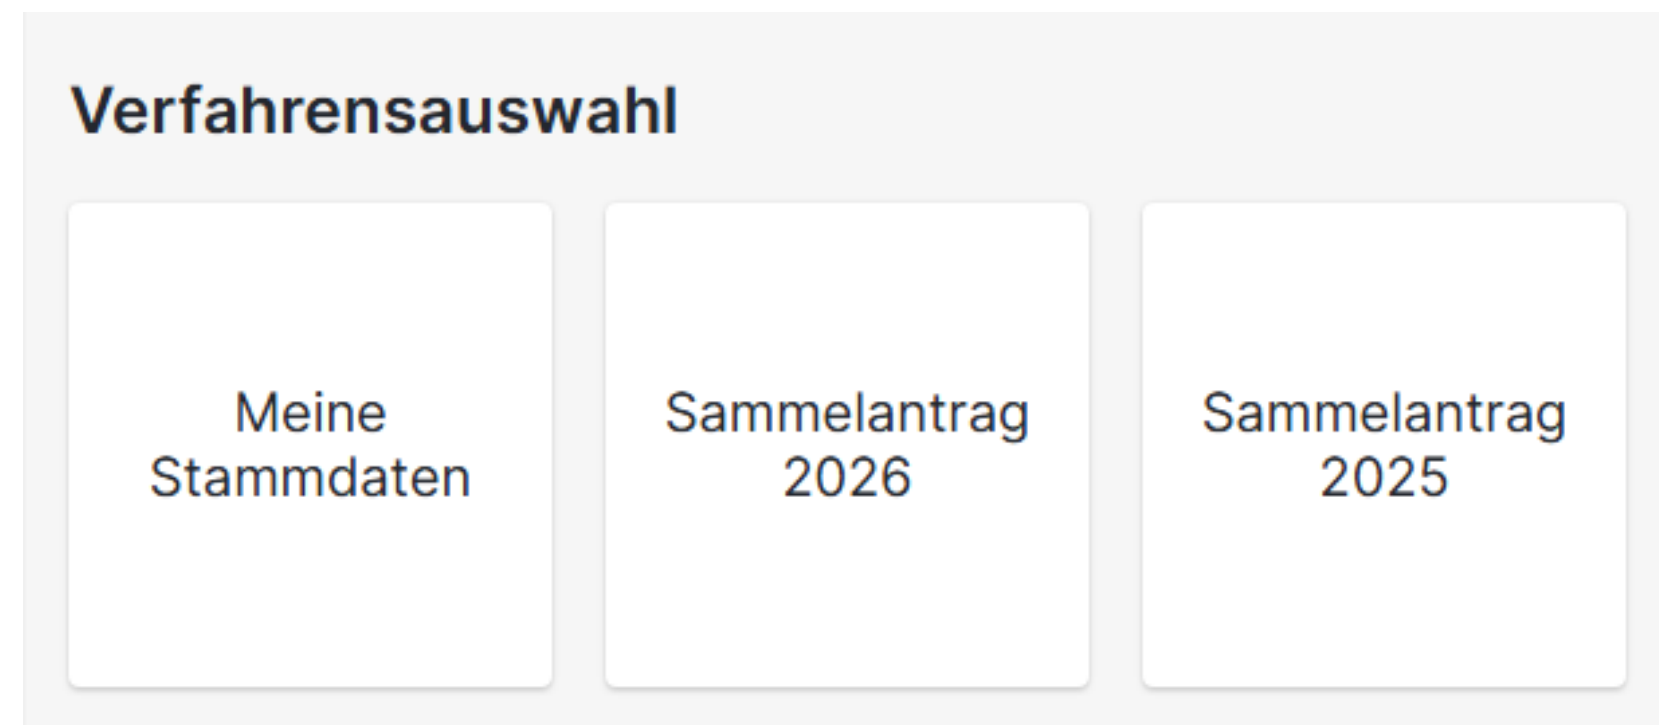 Verfahrensauswahl
Meine
Stammdaten
Sammelantrag
2026
Sammelantrag
2025